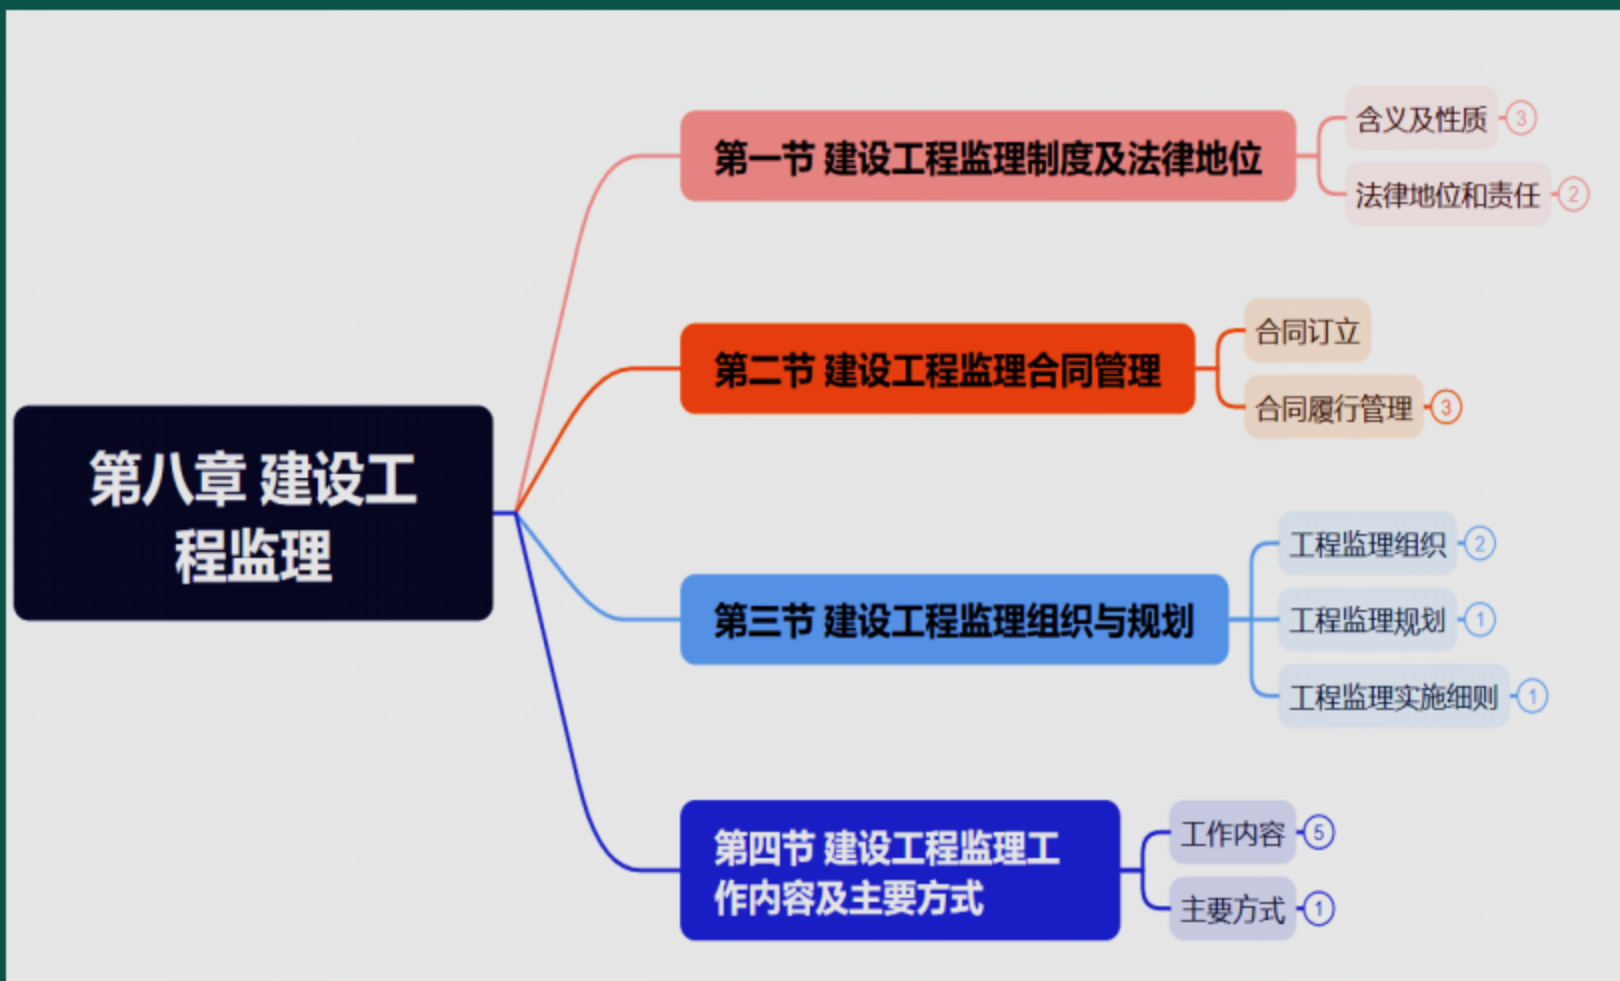 第八章 建设工
程监理
第一节 建设工程监理制度及法律地位
含义及性质 3
法律地位和责任 2
第二节 建设工程监理合同管理
合同订立
合同履行管理 3
第三节 建设工程监理组织与规划
工程监理组织 2
工程监理规划 1
工程监理实施细则 1
第四节 建设工程监理工
作内容及主要方式
工作内容 5
主要方式 1